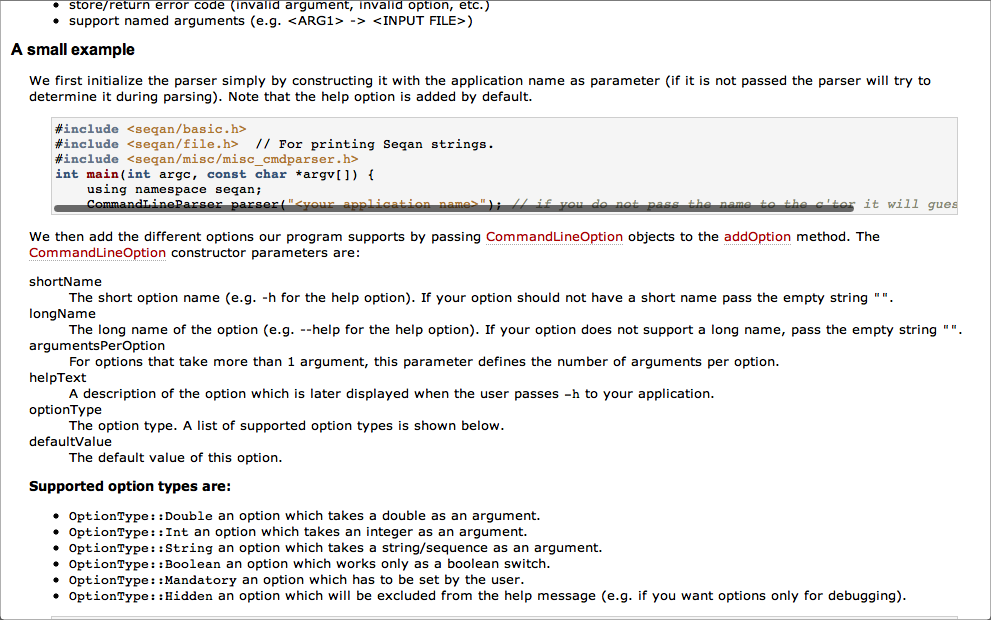 store/return error code (invalid argument, invalid option, etc.)
support named arguments (e.g. <ARG1> -> <INPUT FILE>)
A small example
We first initialize the parser simply by constructing it with the application name as parameter (if it is not passed the parser will try to
determine it during parsing). Note that the help option is added by default.
#include <seqan/basic.h>
#include <seqan/file.h>  // For printing Seqan strings.
#include <seqan/misc/misc_cmdparser.h>
int main(int argc, const char *argv[]) {
    using namespace seqan;
    CommandLineParser parser("<your application name>"); // if you do not pass the name to the c'tor it will gues
We then add the different options our program supports by passing CommandLineOption objects to the addOption method. The
CommandLineOption constructor parameters are:
shortName
The short option name (e.g. -h for the help option). If your option should not have a short name pass the empty string "".
longName
The long name of the option (e.g. --help for the help option). If your option does not support a long name, pass the empty string "".
argumentsPerOption
For options that take more than 1 argument, this parameter defines the number of arguments per option.
helpText
A description of the option which is later displayed when the user passes -h to your application.
optionType
The option type. A list of supported option types is shown below.
defaultValue
The default value of this option.
Supported option types are:
OptionType::Double an option which takes a double as an argument.
OptionType::Int an option which takes an integer as an argument.
OptionType::String an option which takes a string/sequence as an argument.
OptionType::Boolean an option which works only as a boolean switch.
OptionType::Mandatory an option which has to be set by the user.
OptionType::Hidden an option which will be excluded from the help message (e.g. if you want options only for debugging).